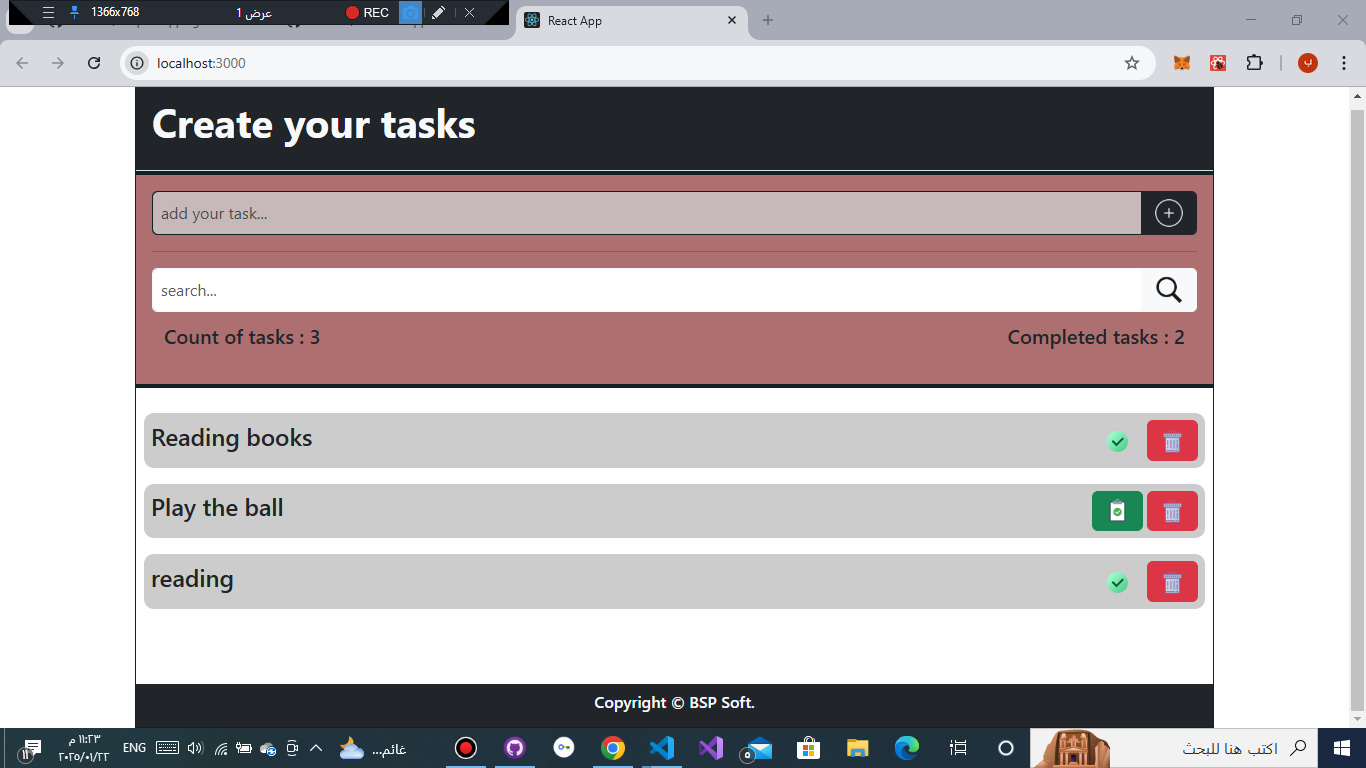 1366x768
عرض 1
REC
React App
localhost:3000
Create your tasks
add your task...
search...
Count of tasks : 3
Completed tasks : 2
Reading books
Play the ball
reading
Copyright © BSP Soft.
١١:٢٣ م
٢٠٢٥/٠١/٢٢
ENG
غائم...
اكتب هنا للبحث